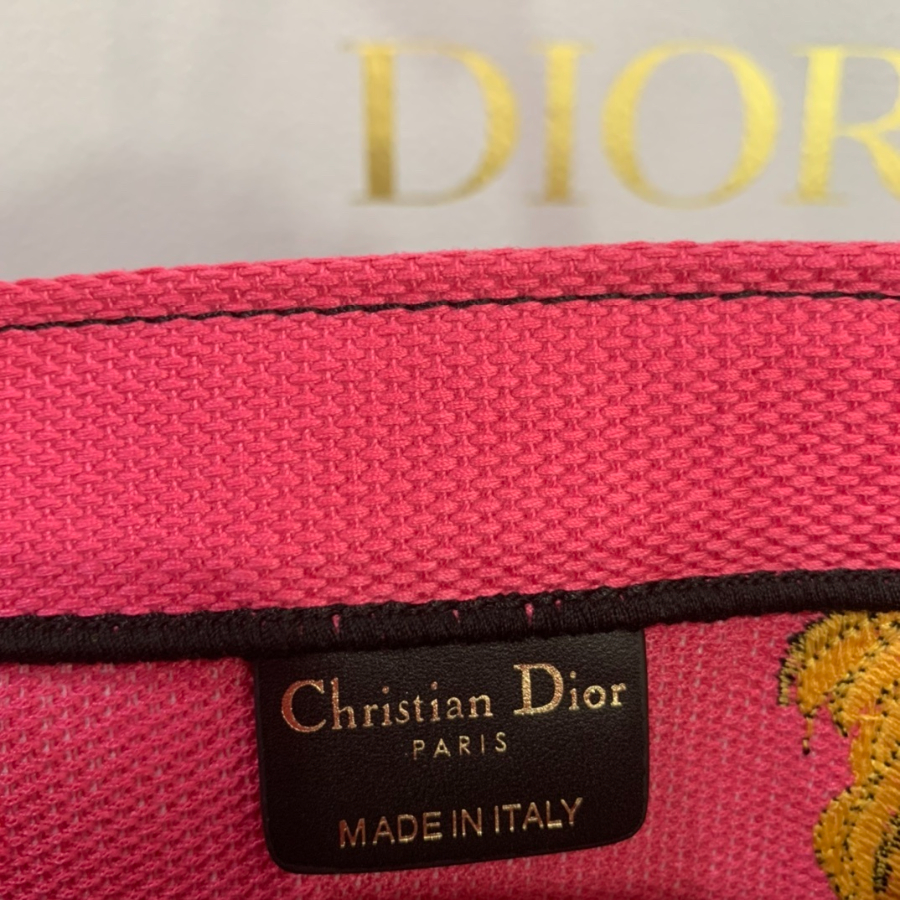 DIOR
Christian Dior
PARIS
MADE IN ITALY